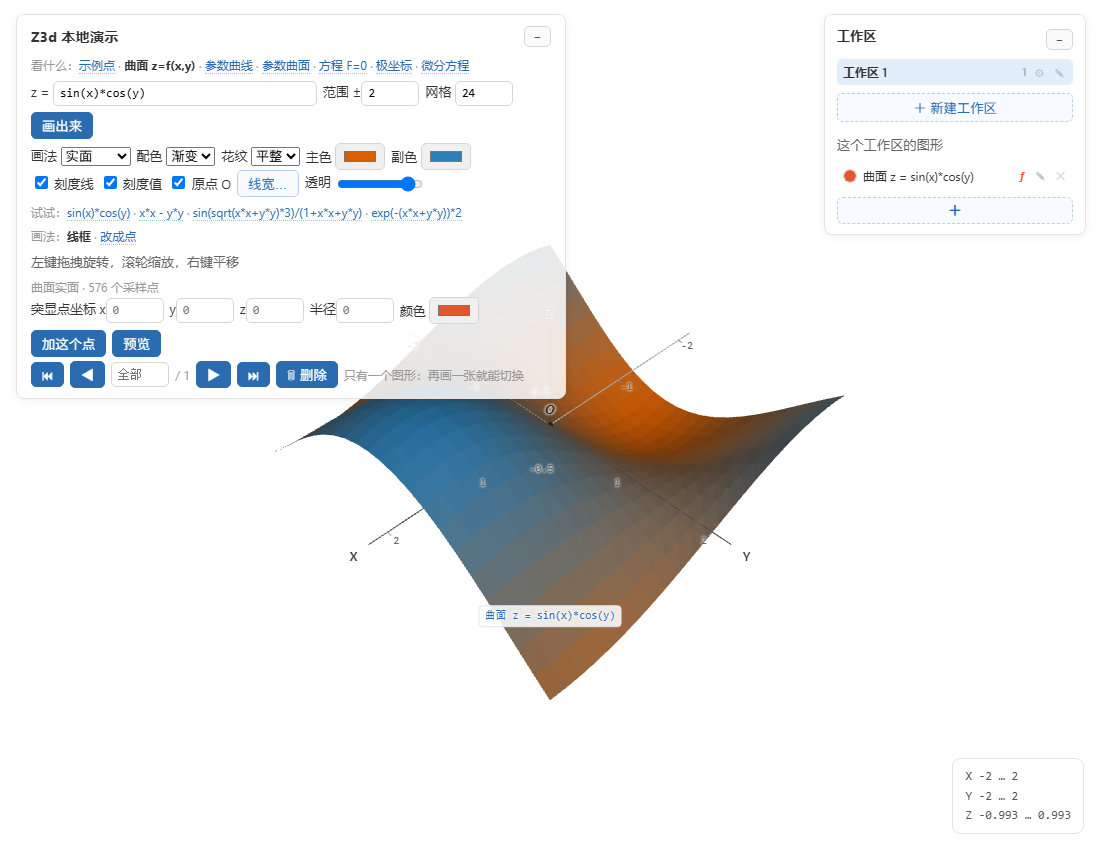 Z3d 本地演示
–
看什么: 示例点 · 曲面 z=f(x,y) · 参数曲线 · 参数曲面 · 方程 F=0 · 极坐标 · 微分方程
z = sin(x)*cos(y) 范围 ± 2 网格 24
画出来
画法 实面 配色 渐变 花纹 平整 主色 副色
刻度线 刻度值 原点 O 线宽… 透明
试试: sin(x)*cos(y) · x*x - y*y · sin(sqrt(x*x+y*y)*3)/(1+x*x+y*y) · exp(-(x*x+y*y))*2
画法: 线框 · 改成点
左键拖拽旋转，滚轮缩放，右键平移
曲面实面 · 576 个采样点
突显点坐标 x 0 y 0 z 0 半径 0 颜色
加这个点 预览
全部 / 1 删除 只有一个图形：再画一张就能切换
工作区
–
工作区 1 1
+ 新建工作区
这个工作区的图形
曲面 z = sin(x)*cos(y) f
+
Z
-2
-1
O
-0.5
1
1
2
2
X
Y
曲面 z = sin(x)*cos(y)
X -2 … 2
Y -2 … 2
Z -0.993 … 0.993